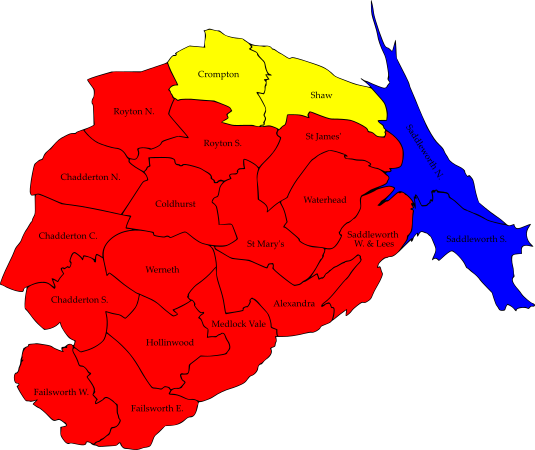 Crompton
Shaw
Royton N.
Royton S.
St James'
Saddleworth N.
Chadderton N.
Coldhurst
Waterhead
Chadderton C.
St Mary's
Saddleworth
W. & Lees
Saddleworth S.
Werneth
Chadderton S.
Alexandra
Medlock Vale
Hollinwood
Failsworth W.
Failsworth E.